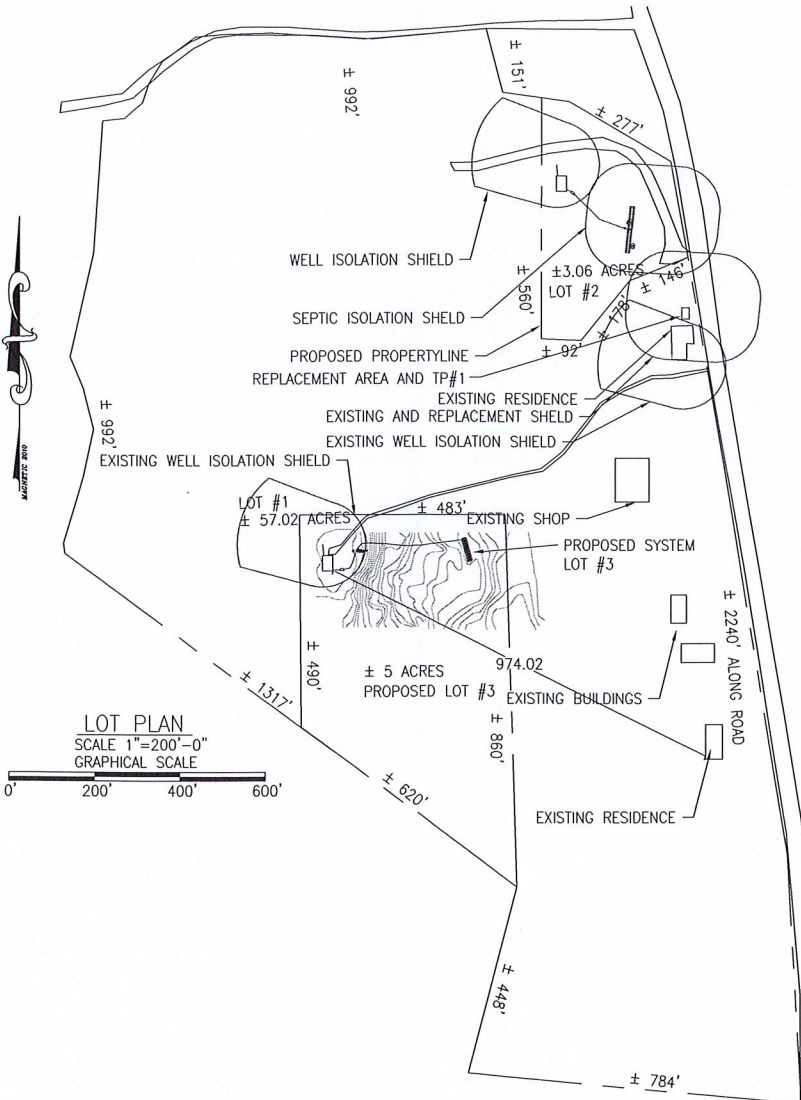 ± 151'
± 992'
± 277'
WELL ISOLATION SHIELD
±3.06 ACRES
LOT #2
± 146'
± 560'
± 178'
SEPTIC ISOLATION SHELD
± 92'
PROPOSED PROPERTYLINE
REPLACEMENT AREA AND TP#1
EXISTING RESIDENCE
EXISTING AND REPLACEMENT SHELD
EXISTING WELL ISOLATION SHIELD
± 992'
MAGNETIC 2010
EXISTING WELL ISOLATION SHIELD
LOT #1
± 57.02 ACRES
± 483'
EXISTING SHOP
PROPOSED SYSTEM
LOT #3
± 2240' ALONG ROAD
± 490'
± 5 ACRES
PROPOSED LOT #3
974.02
EXISTING BUILDINGS
± 1317'
± 860'
LOT PLAN
SCALE 1"=200'-0"
GRAPHICAL SCALE
0' 200' 400' 600'
± 620'
EXISTING RESIDENCE
± 448'
± 784'